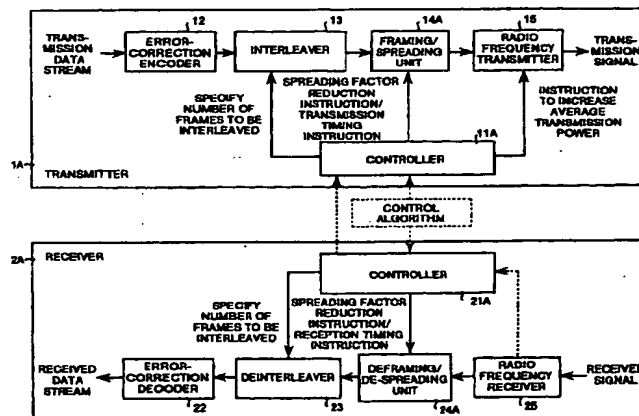 12
13
14A
15
TRANSMISSION DATA STREAM
ERROR-CORRECTION ENCODER
INTERLEAVER
FRAMING/SPREADING UNIT
RADIO FREQUENCY TRANSMITTER
TRANSMISSION SIGNAL
SPECIFY NUMBER OF FRAMES TO BE INTERLEAVED
SPREADING FACTOR REDUCTION INSTRUCTION/TRANSMISSION TIMING INSTRUCTION
INSTRUCTION TO INCREASE AVERAGE TRANSMISSION POWER
11A
CONTROLLER
1A
TRANSMITTER
CONTROL ALGORITHM
2A
RECEIVER
CONTROLLER
21A
SPECIFY NUMBER OF FRAMES TO BE INTERLEAVED
SPREADING FACTOR REDUCTION INSTRUCTION/RECEPTION TIMING INSTRUCTION
RECEIVED DATA STREAM
ERROR-CORRECTION DECODER
DEINTERLEAVER
DEFRAMING/DE-SPREADING UNIT
RADIO FREQUENCY RECEIVER
RECEIVED SIGNAL
22
23
24A
25